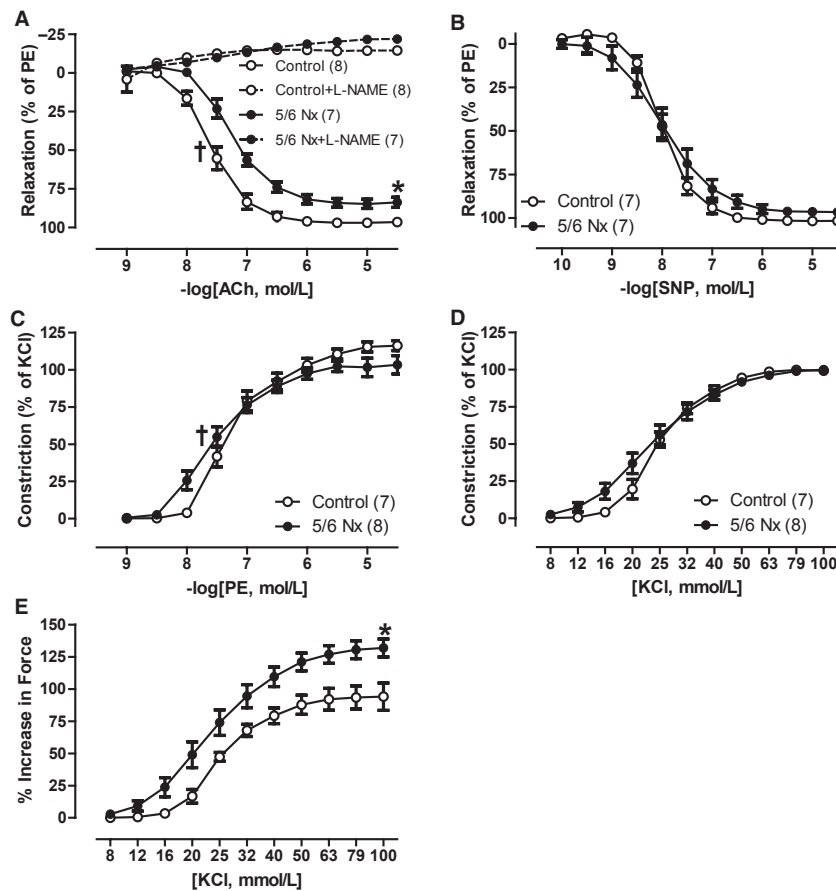 A
Relaxation (% of PE)
−25
0
25
50
75
100
†
*
Control (8)
Control+L-NAME (8)
5/6 Nx (7)
5/6 Nx+L-NAME (7)
9 8 7 6 5
-log[ACh, mol/L]
B
Relaxation (% of PE)
0
25
50
75
100
Control (7)
5/6 Nx (7)
10 9 8 7 6 5
-log[SNP, mol/L]
C
Constriction (% of KCl)
125
100
75
50
25
0
†
Control (7)
5/6 Nx (8)
9 8 7 6 5
-log[PE, mol/L]
D
Constriction (% of KCl)
125
100
75
50
25
0
Control (7)
5/6 Nx (8)
8 12 16 20 25 32 40 50 63 79 100
[KCl, mmol/L]
E
% Increase in Force
150
125
100
75
50
25
0
*
8 12 16 20 25 32 40 50 63 79 100
[KCl, mmol/L]